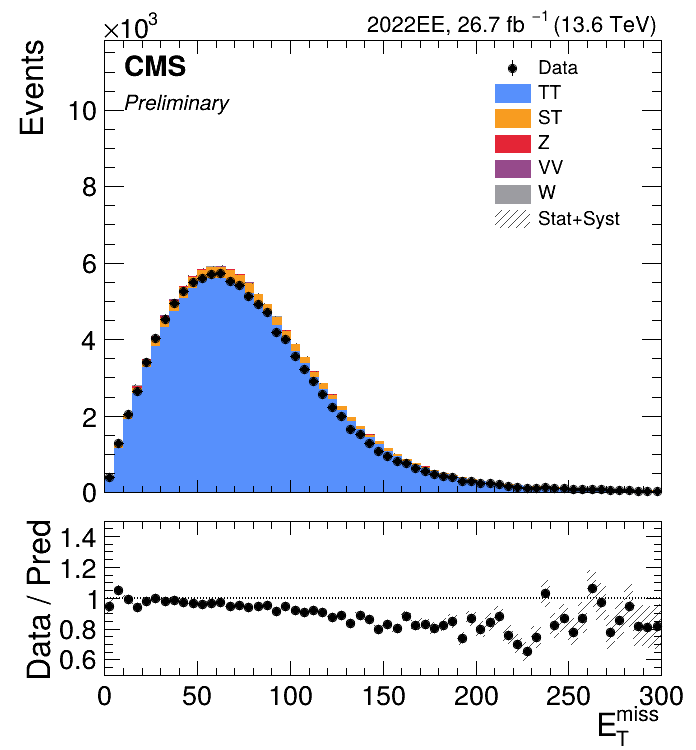 ×10³
2022EE, 26.7 fb⁻¹ (13.6 TeV)
Events
CMS
Preliminary
Data
TT
ST
Z
VV
W
Stat+Syst
10
8
6
4
2
0
Data / Pred
1.4
1.2
1
0.8
0.6
0 50 100 150 200 250 300
E_T^miss